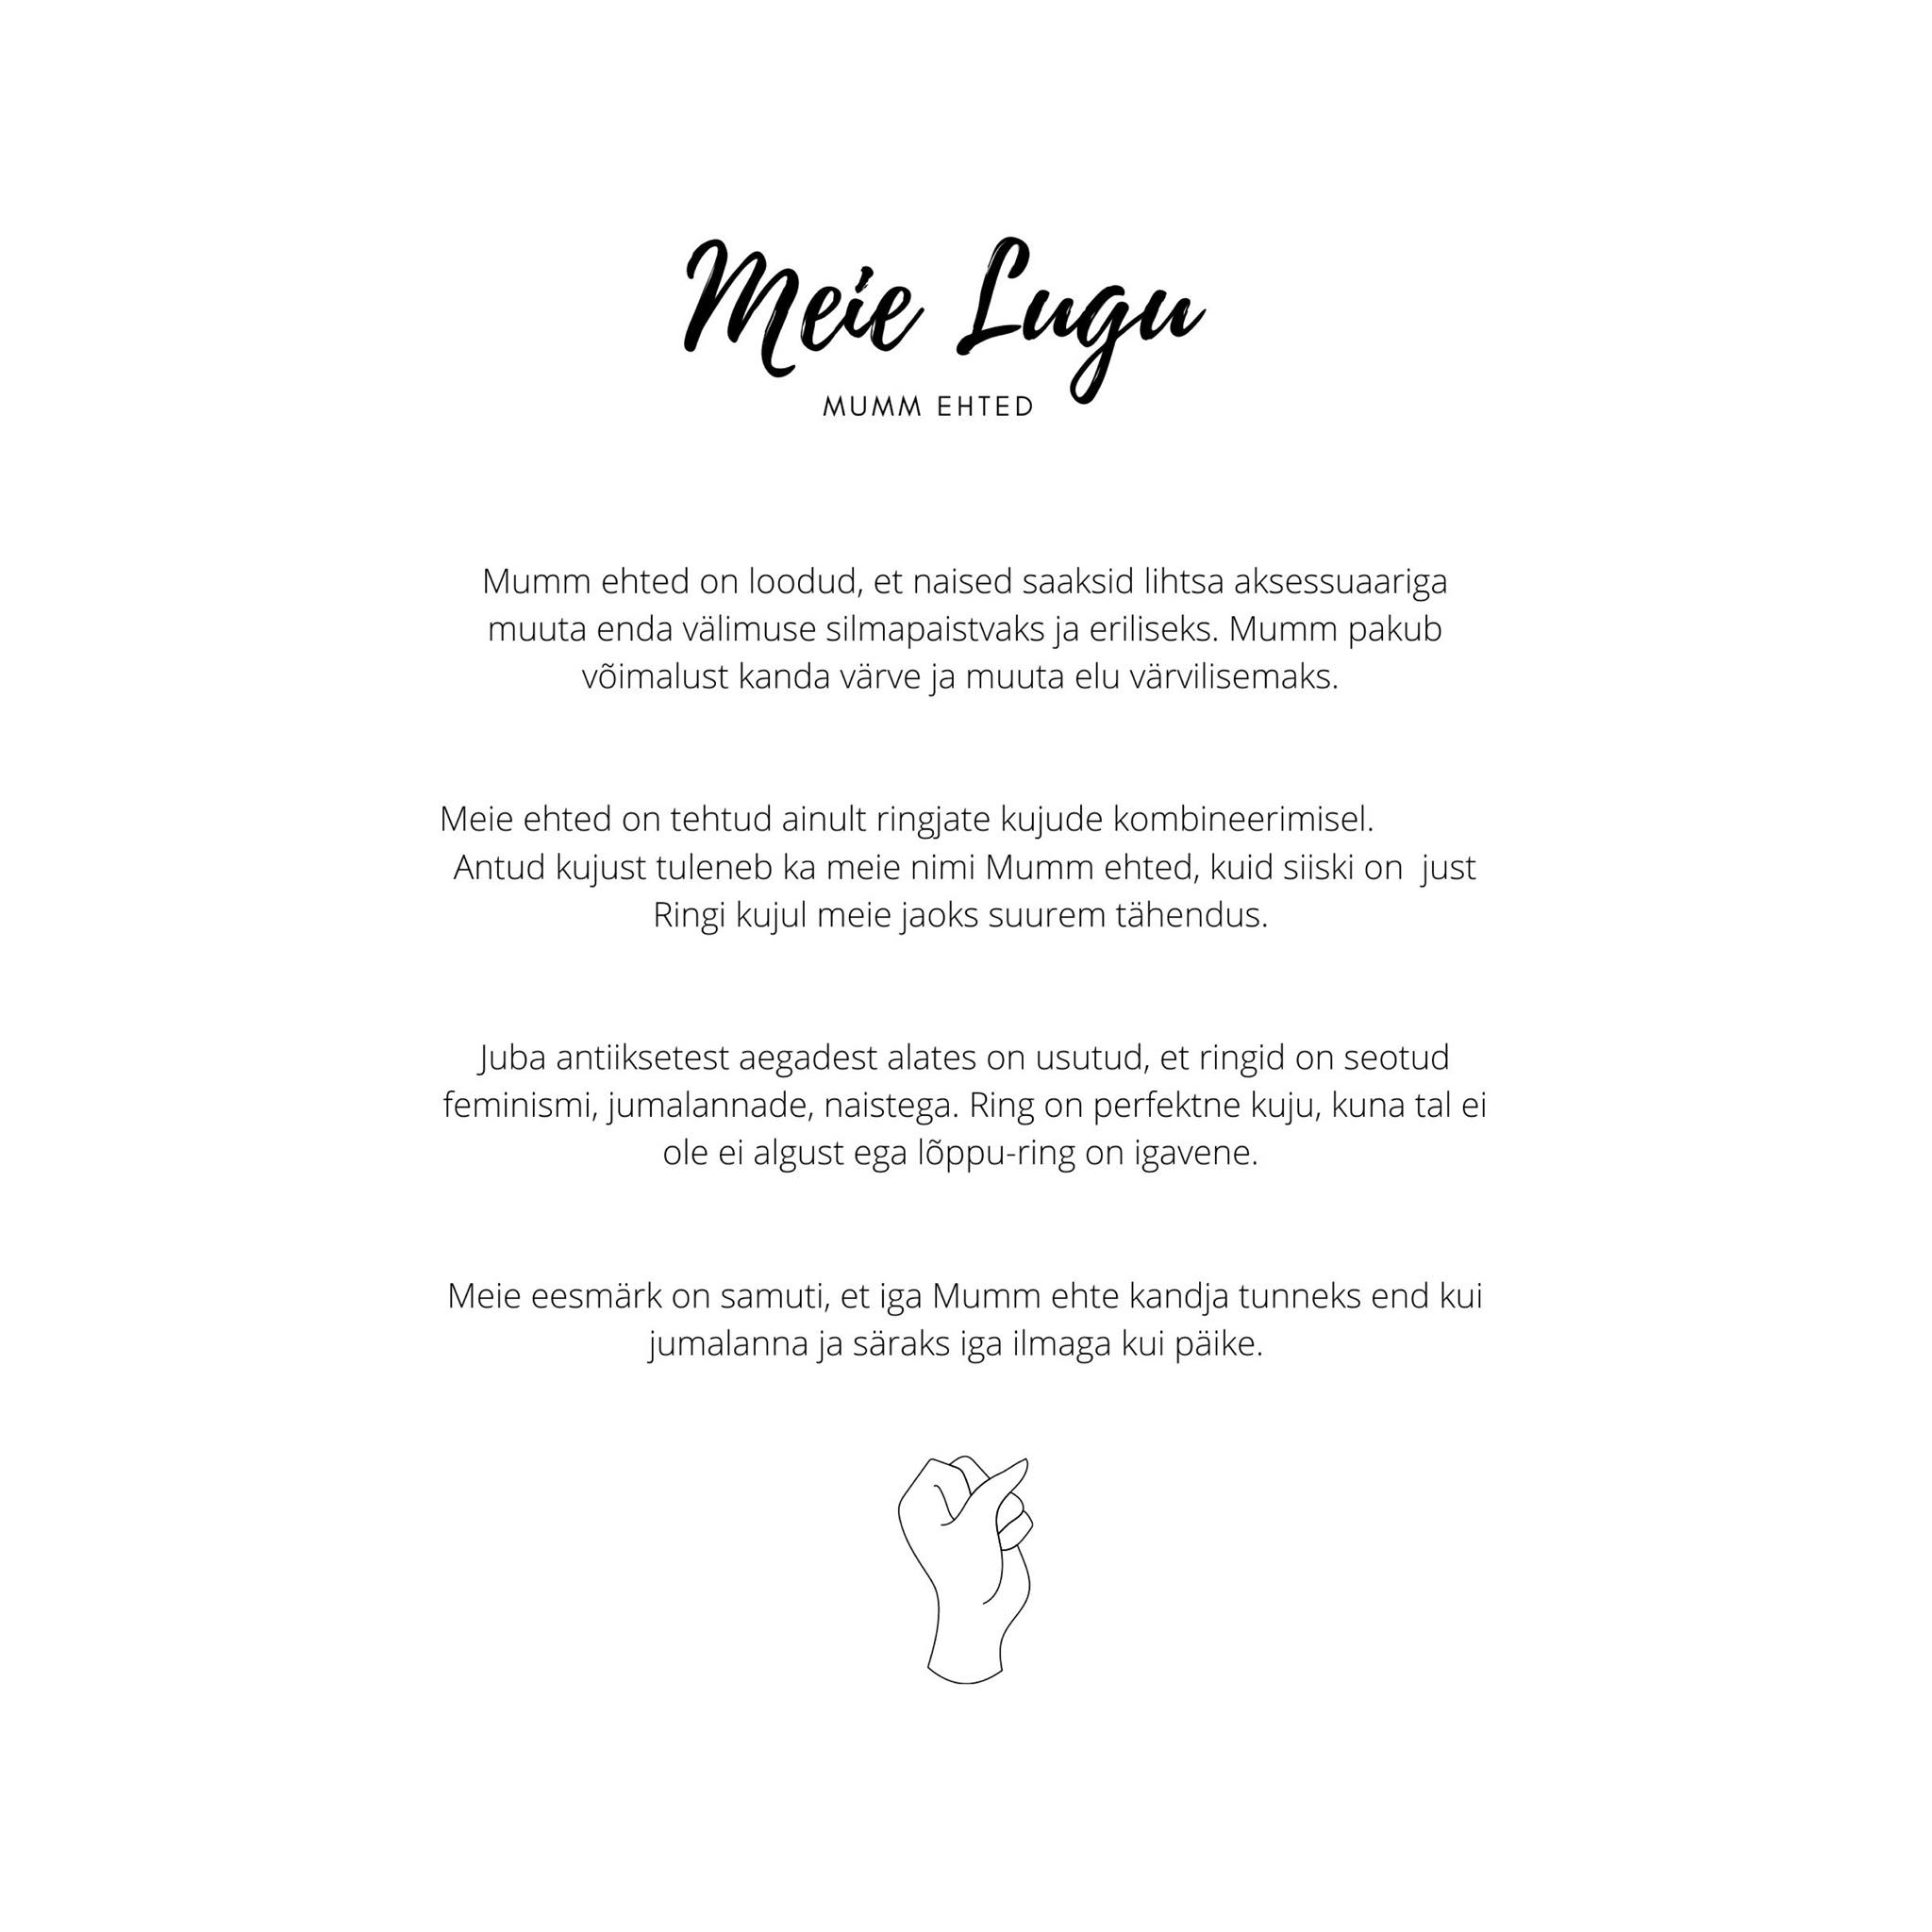 Meie Lugu
MUMM EHTED
Mumm ehted on loodud, et naised saaksid lihtsa aksessuaariga
muuta enda välimuse silmapaistvaks ja eriliseks. Mumm pakub
võimalust kanda värve ja muuta elu värvilisemaks.
Meie ehted on tehtud ainult ringjate kujude kombineerimisel.
Antud kujust tuleneb ka meie nimi Mumm ehted, kuid siiski on  just
Ringi kujul meie jaoks suurem tähendus.
Juba antiiksetest aegadest alates on usutud, et ringid on seotud
feminismi, jumalannade, naistega. Ring on perfektne kuju, kuna tal ei
ole ei algust ega lõppu-ring on igavene.
Meie eesmärk on samuti, et iga Mumm ehte kandja tunneks end kui
jumalanna ja säraks iga ilmaga kui päike.